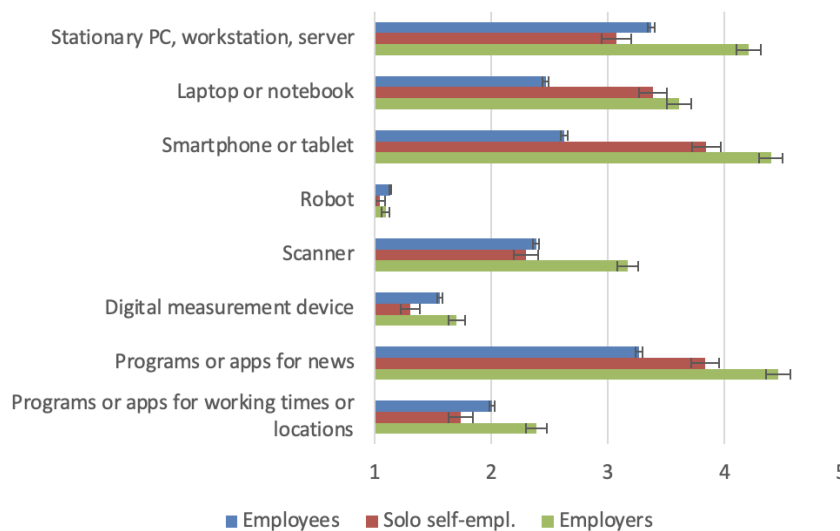 Stationary PC, workstation, server
Laptop or notebook
Smartphone or tablet
Robot
Scanner
Digital measurement device
Programs or apps for news
Programs or apps for working times or
locations
1 2 3 4 5
Employees Solo self-empl. Employers